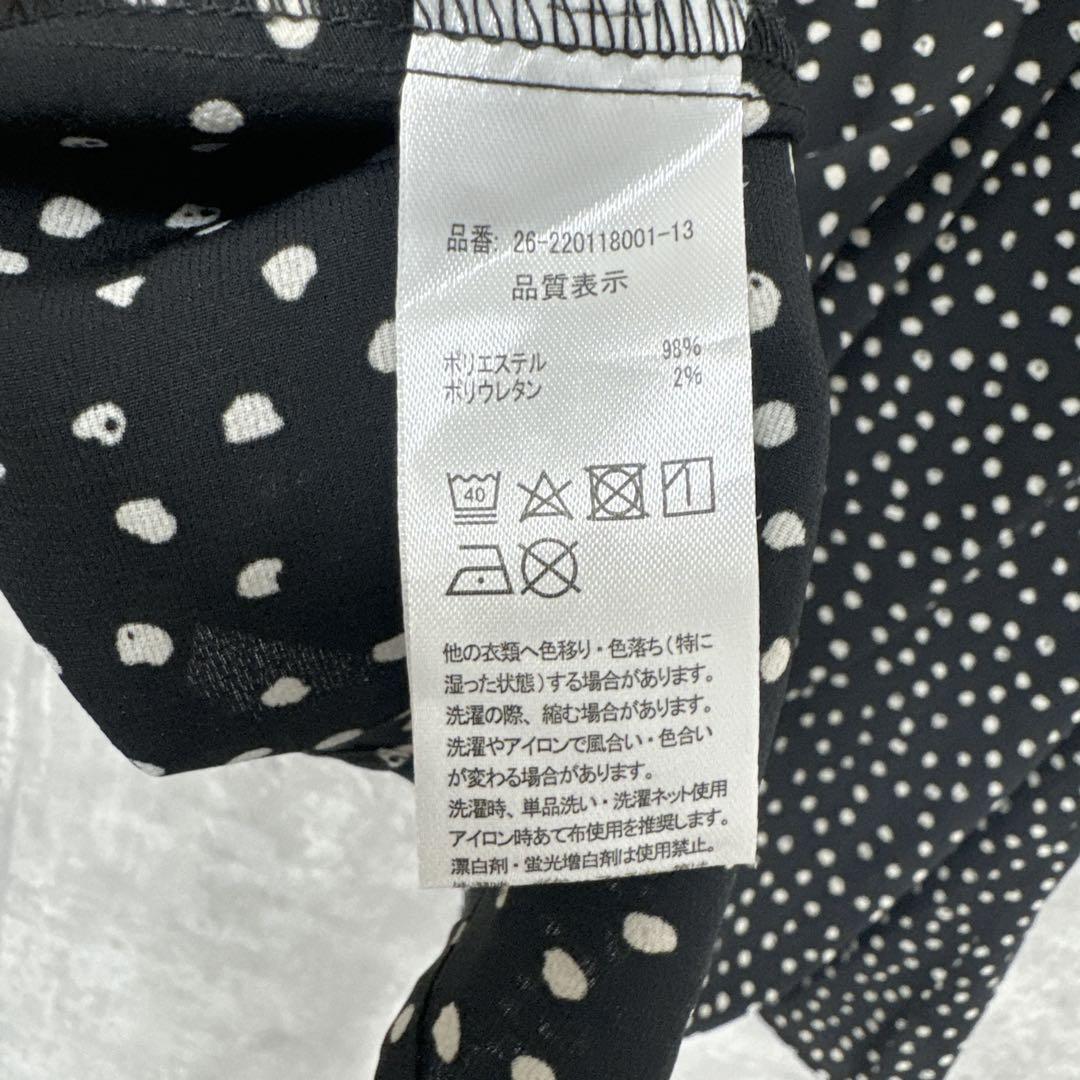 品番: 26-220118001-13
品質表示
ポリエステル 98%
ポリウレタン 2%
40
他の衣類へ色移り・色落ち(特に
湿った状態)する場合があります。
洗濯の際、縮む場合があります。
洗濯やアイロンで風合い・色合い
が変わる場合があります。
洗濯時、単品洗い・洗濯ネット使用
アイロン時あて布使用を推奨します。
漂白剤・蛍光増白剤は使用禁止。